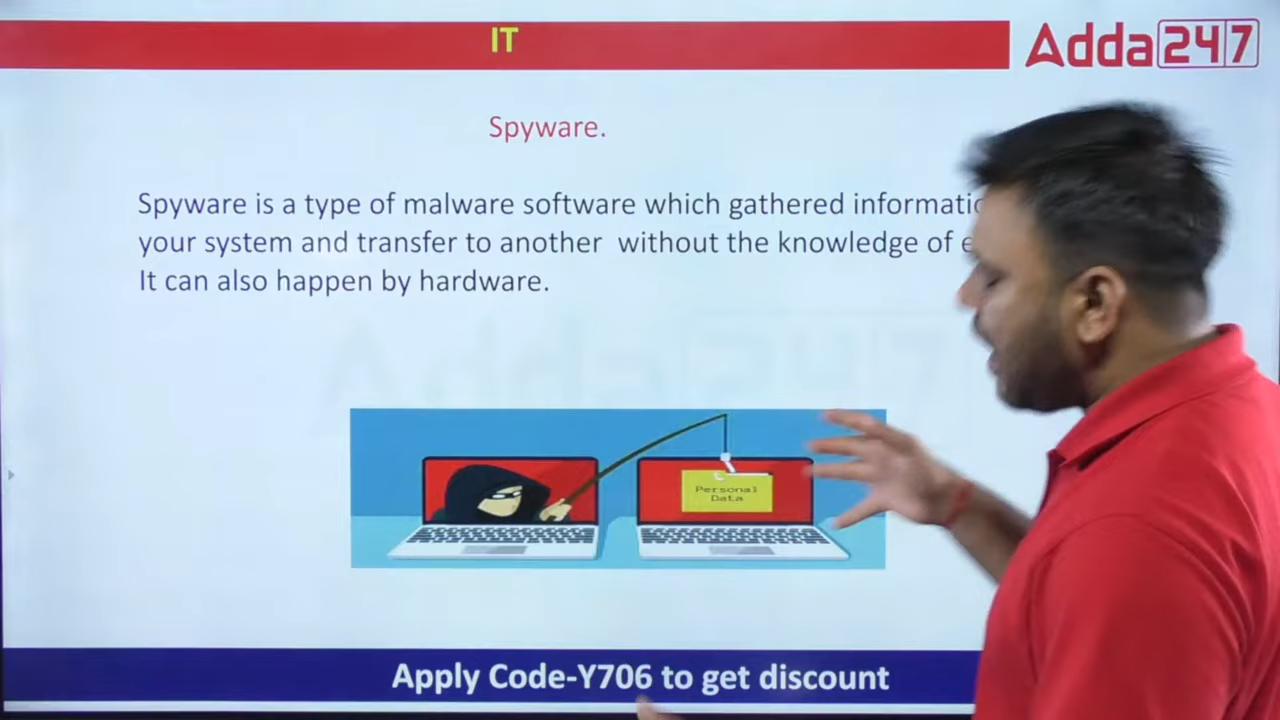 IT
Adda247
Spyware.
Spyware is a type of malware software which gathered
your system and transfer to another without the knowledge of
It can also happen by hardware.
Personal
Data
Apply Code-Y706 to get discount